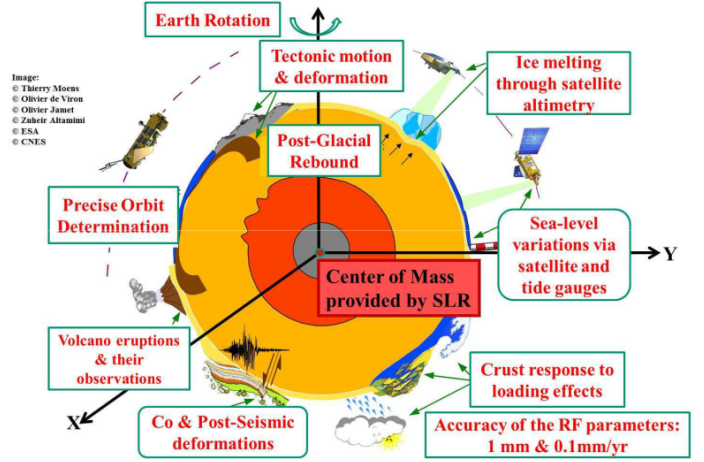 Earth Rotation
Tectonic motion
& deformation
Ice melting
through satellite
altimetry
Image:
© Thierry Moens
© Olivier de Viron
© Olivier Jamet
© Zuheir Altamimi
© ESA
© CNES
Post-Glacial
Rebound
Precise Orbit
Determination
Sea-level
variations via
satellite and
tide gauges
Y
Center of Mass
provided by SLR
Volcano eruptions
& their
observations
Crust response to
loading effects
X
Co & Post-Seismic
deformations
Accuracy of the RF parameters:
1 mm & 0.1mm/yr